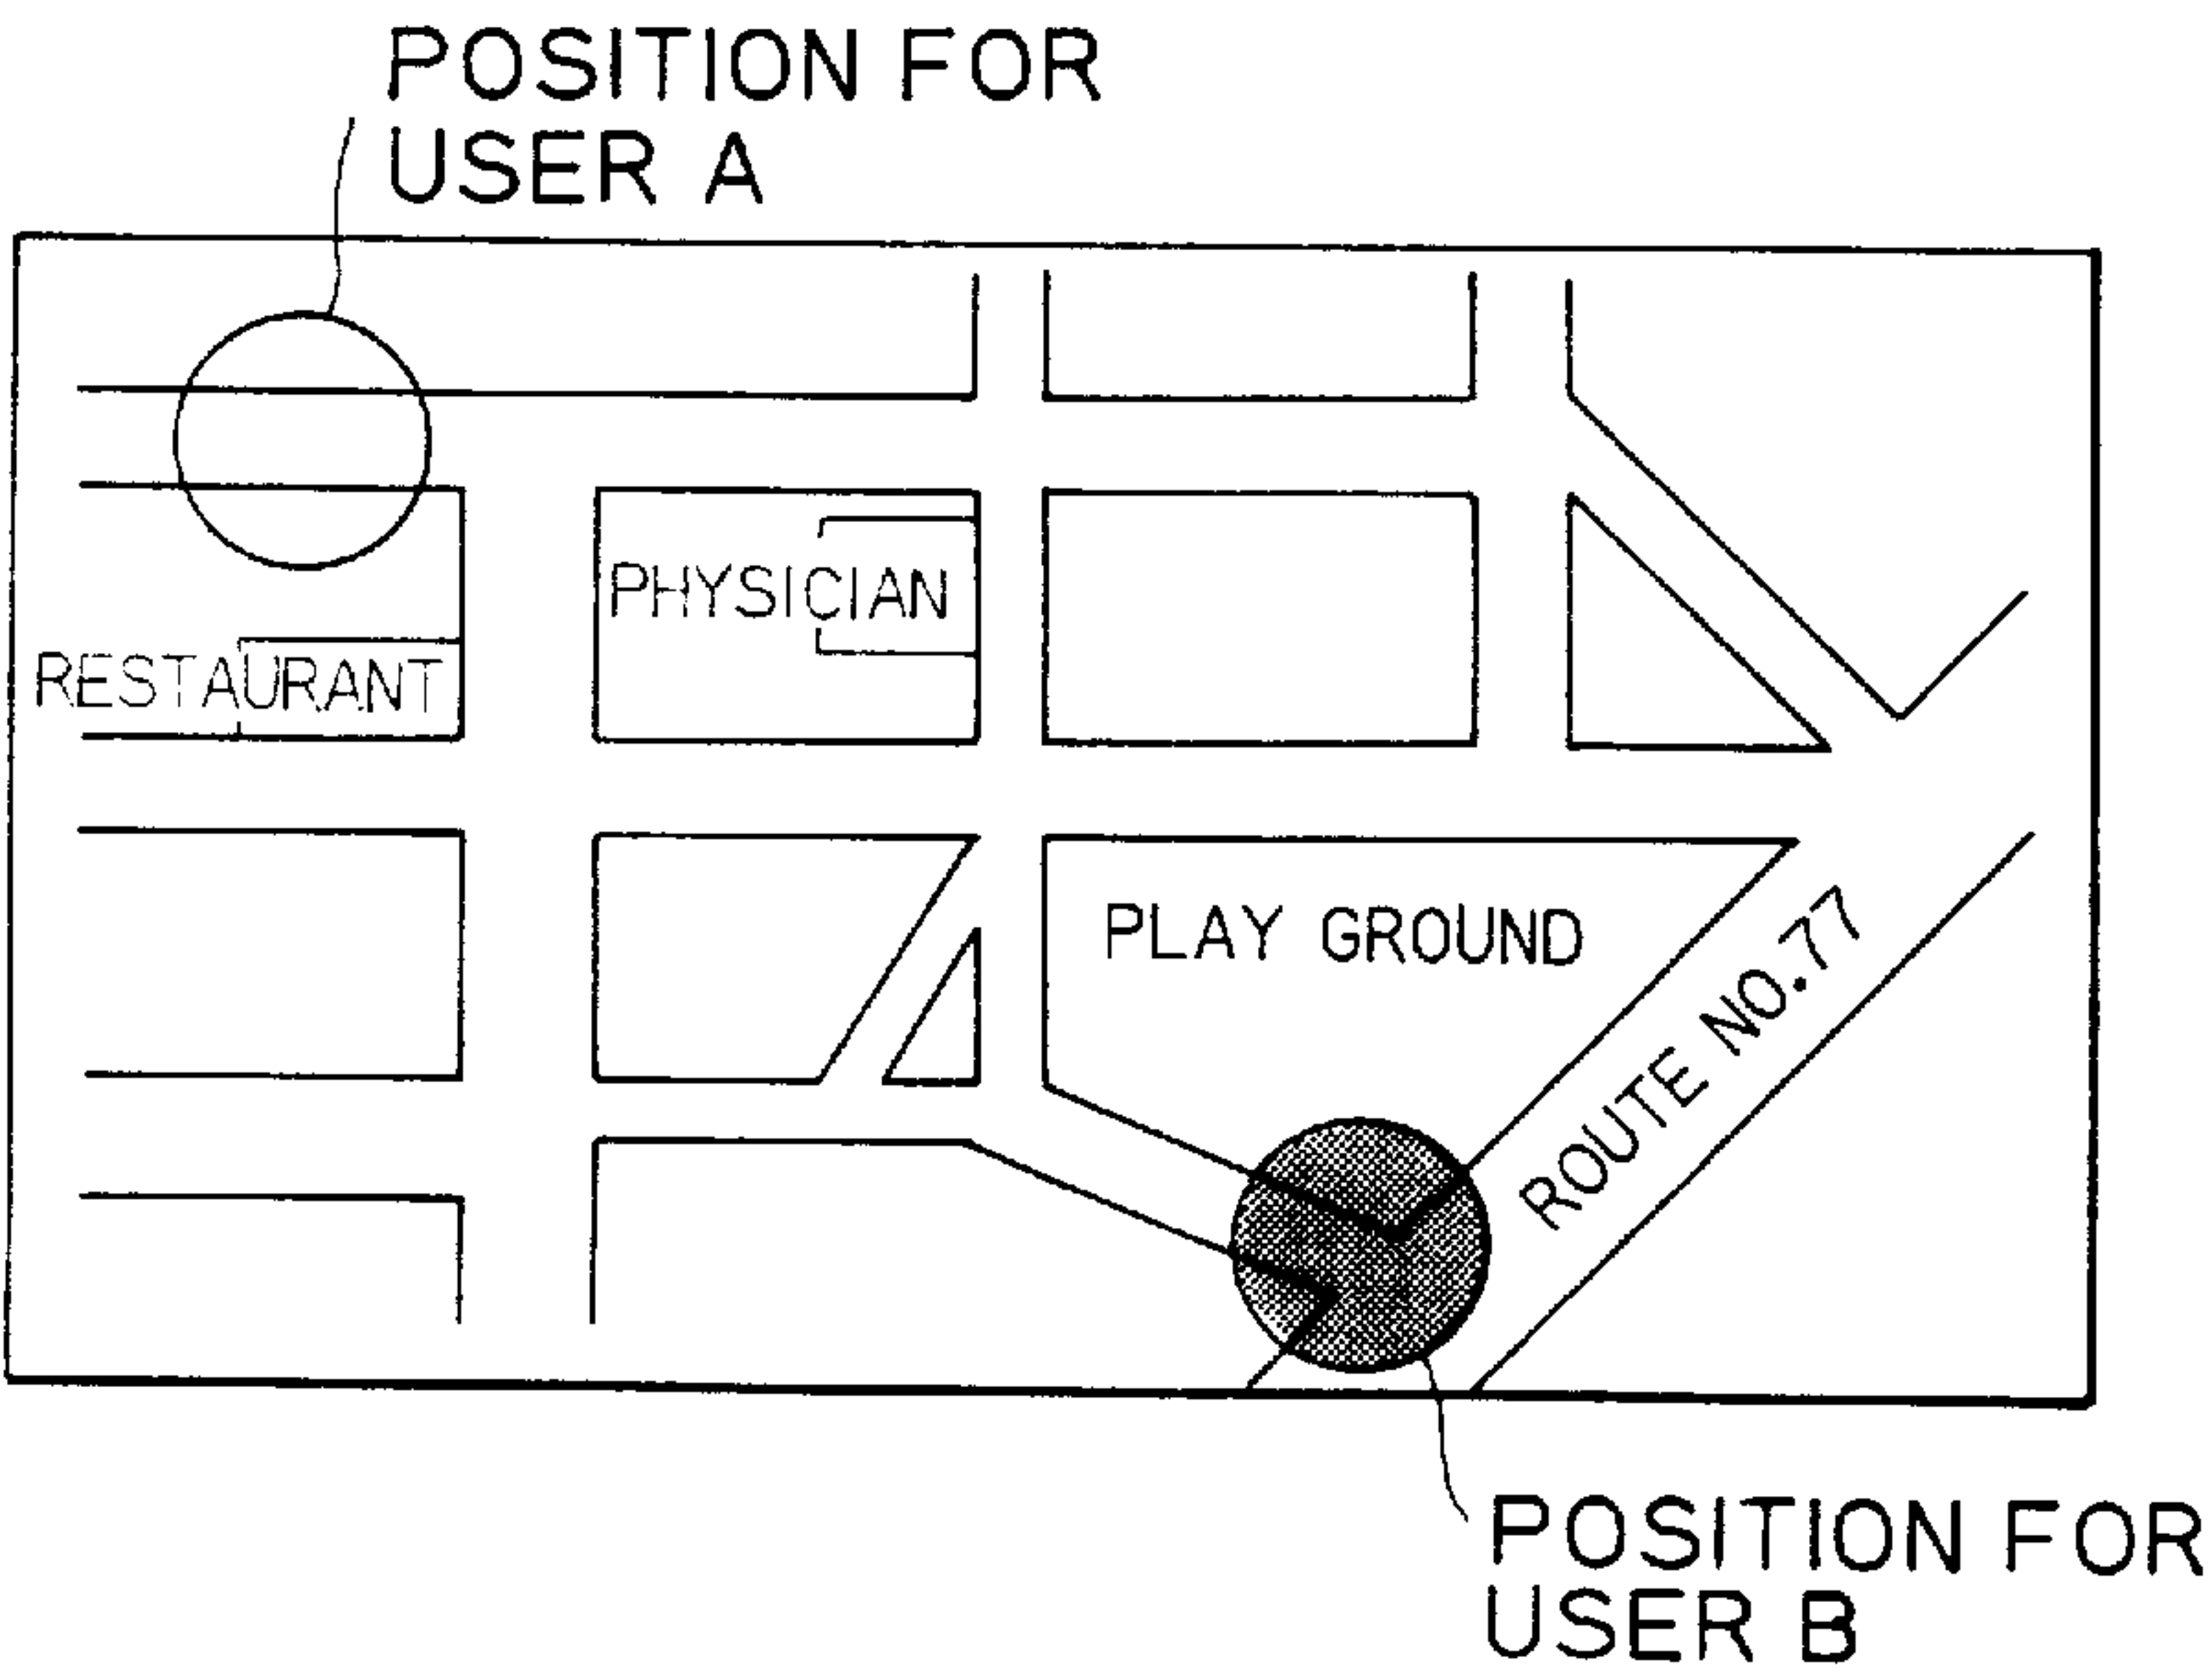 POSITION FOR
USER A
PHYSICIAN
RESTAURANT
PLAY GROUND
ROUTE NO.77
POSITION FOR
USER B